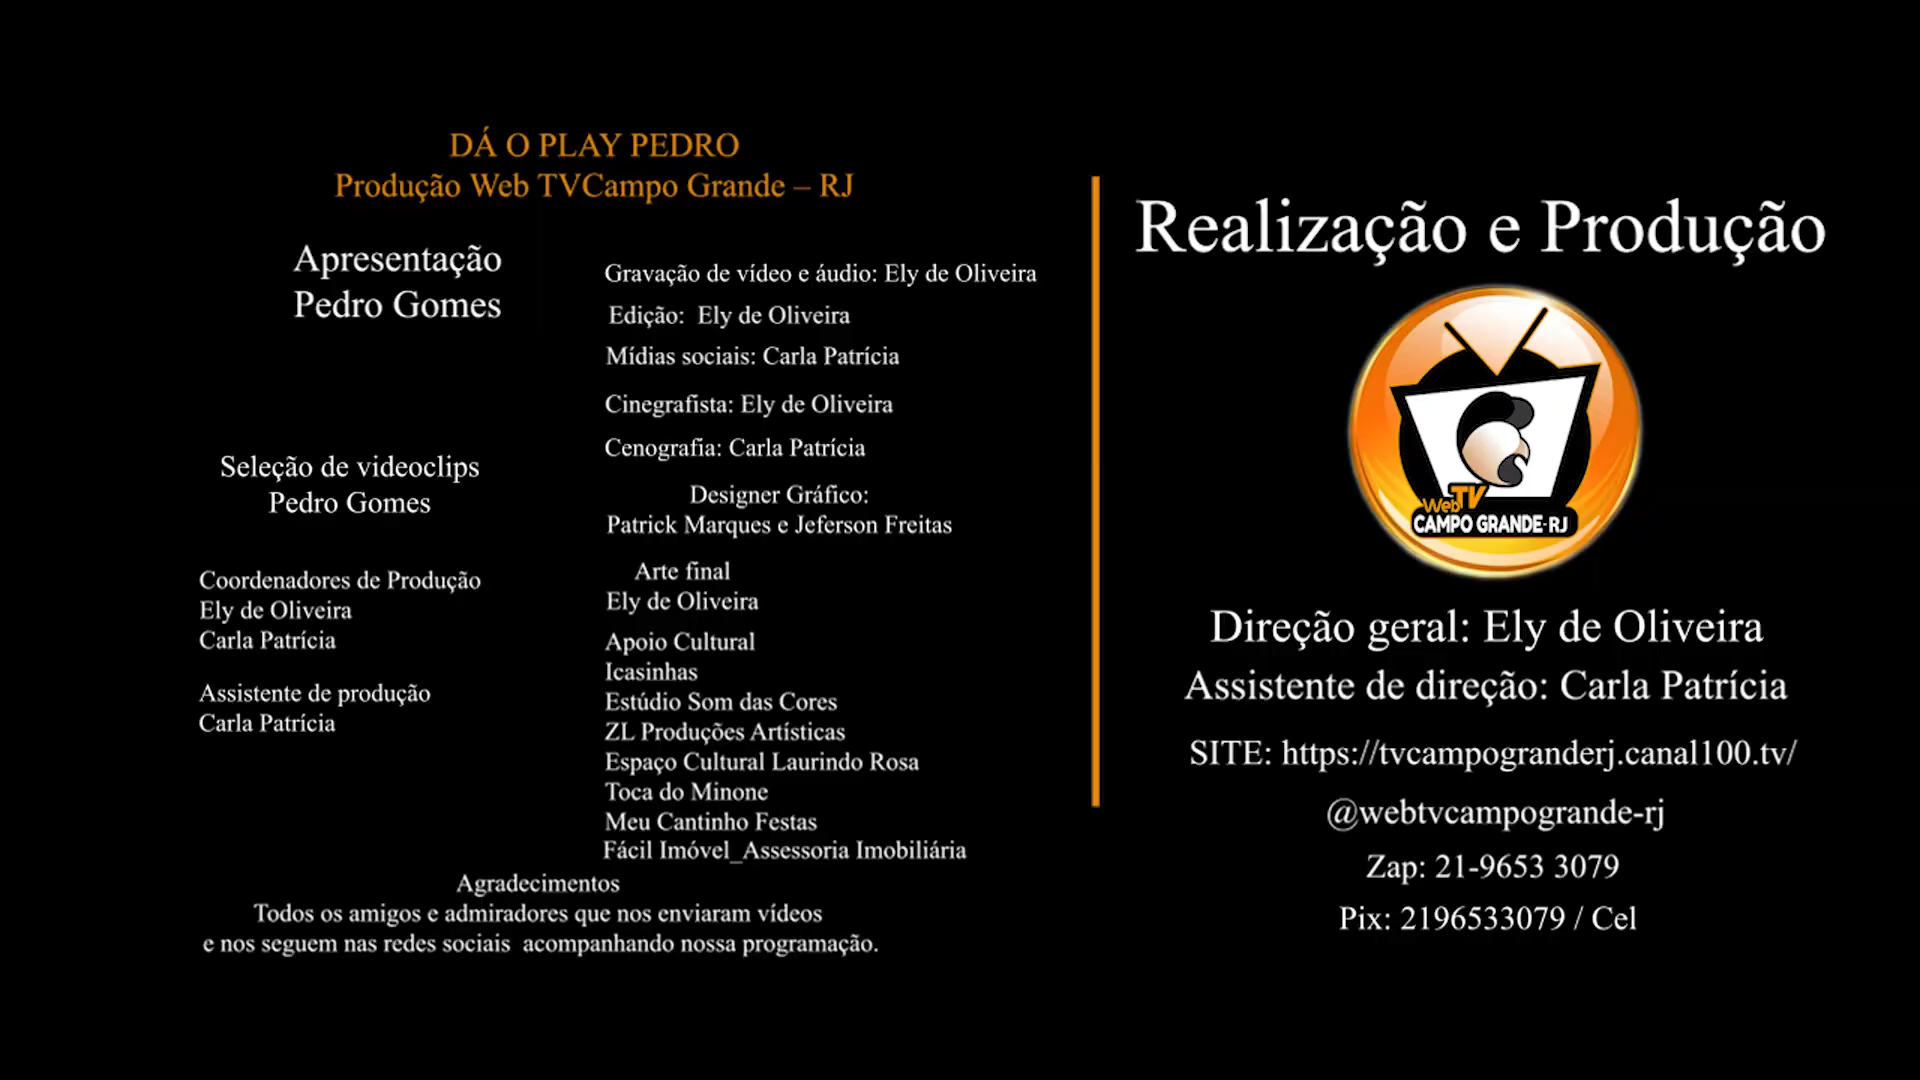 DÁ O PLAY PEDRO
Produção Web TVCampo Grande – RJ
Apresentação
Pedro Gomes
Seleção de videoclips
Pedro Gomes
Coordenadores de Produção
Ely de Oliveira
Carla Patrícia
Assistente de produção
Carla Patrícia
Gravação de vídeo e áudio: Ely de Oliveira
Edição:  Ely de Oliveira
Mídias sociais: Carla Patrícia
Cinegrafista: Ely de Oliveira
Cenografia: Carla Patrícia
Designer Gráfico:
Patrick Marques e Jeferson Freitas
Arte final
Ely de Oliveira
Apoio Cultural
Icasinhas
Estúdio Som das Cores
ZL Produções Artísticas
Espaço Cultural Laurindo Rosa
Toca do Minone
Meu Cantinho Festas
Fácil Imóvel_Assessoria Imobiliária
Agradecimentos
Todos os amigos e admiradores que nos enviaram vídeos
e nos seguem nas redes sociais  acompanhando nossa programação.
Realização e Produção
Web TV
CAMPO GRANDE-RJ
Direção geral: Ely de Oliveira
Assistente de direção: Carla Patrícia
SITE: https://tvcampogranderj.canal100.tv/
@webtvcampogrande-rj
Zap: 21-9653 3079
Pix: 2196533079 / Cel